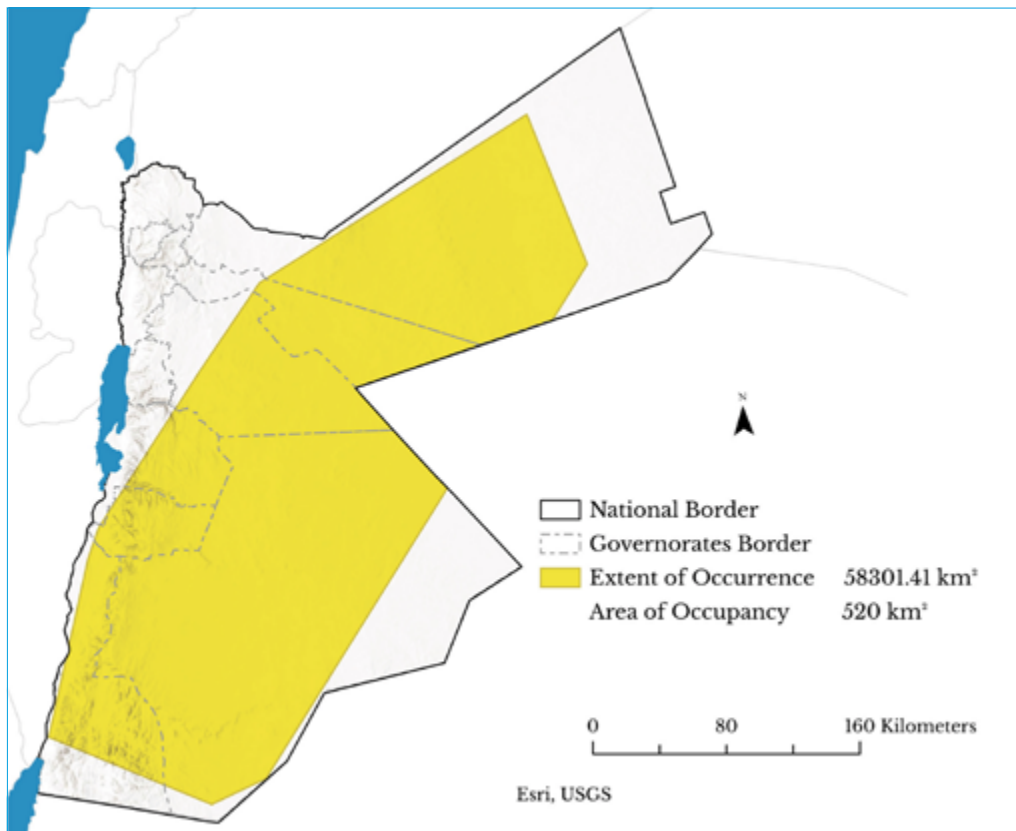 N
National Border
Governorates Border
Extent of Occurrence 58301.41 km²
Area of Occupancy 520 km²
0 80 160 Kilometers
Esri, USGS